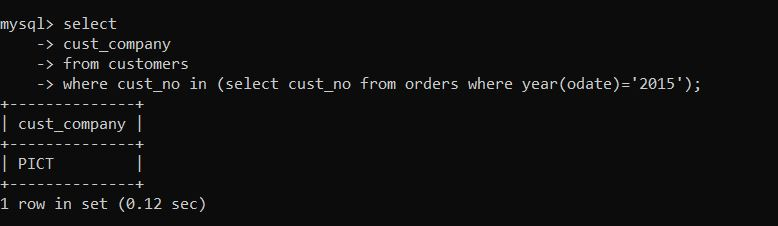 mysql> select
    -> cust_company
    -> from customers
    -> where cust_no in (select cust_no from orders where year(odate)='2015');
+--------------+
| cust_company |
+--------------+
| PICT         |
+--------------+
1 row in set (0.12 sec)